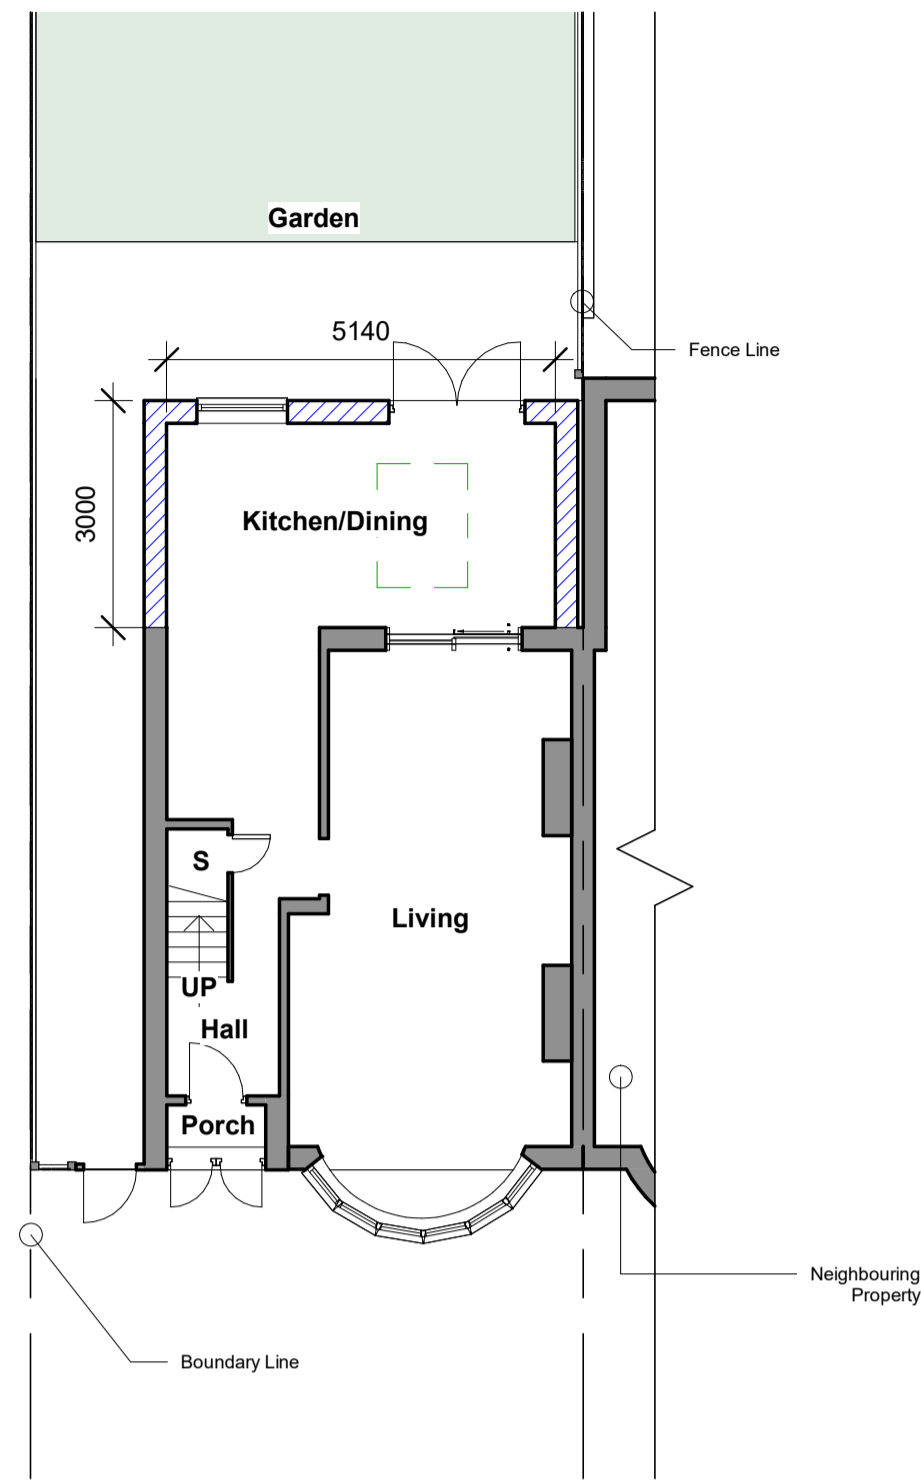 Garden
5140
Fence Line
3000
Kitchen/Dining
S
Living
UP
Hall
Porch
Neighbouring
Property
Boundary Line